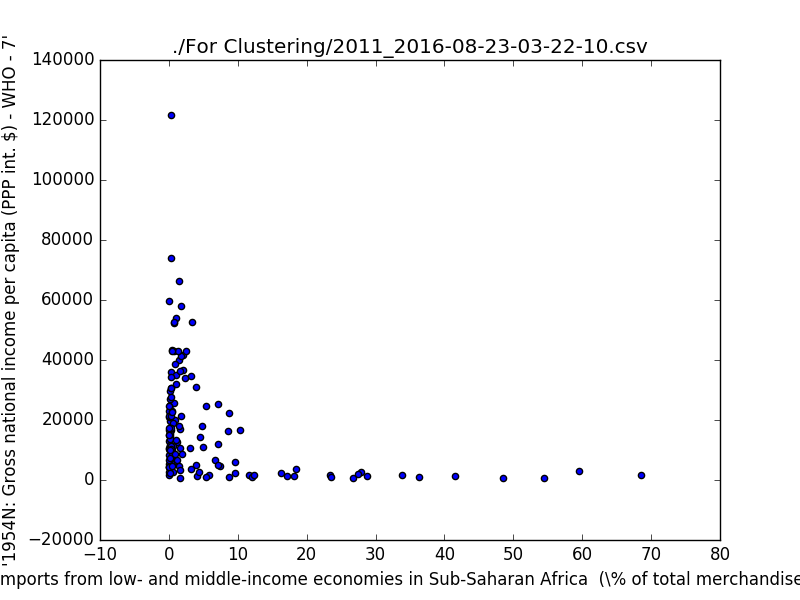 ./For Clustering/2011_2016-08-23-03-22-10.csv
'1954N: Gross national income per capita (PPP int. $) - WHO - 7'
140000
120000
100000
80000
60000
40000
20000
0
−20000
−10 0 10 20 30 40 50 60 70 80
mports from low- and middle-income economies in Sub-Saharan Africa (\% of total merchandise